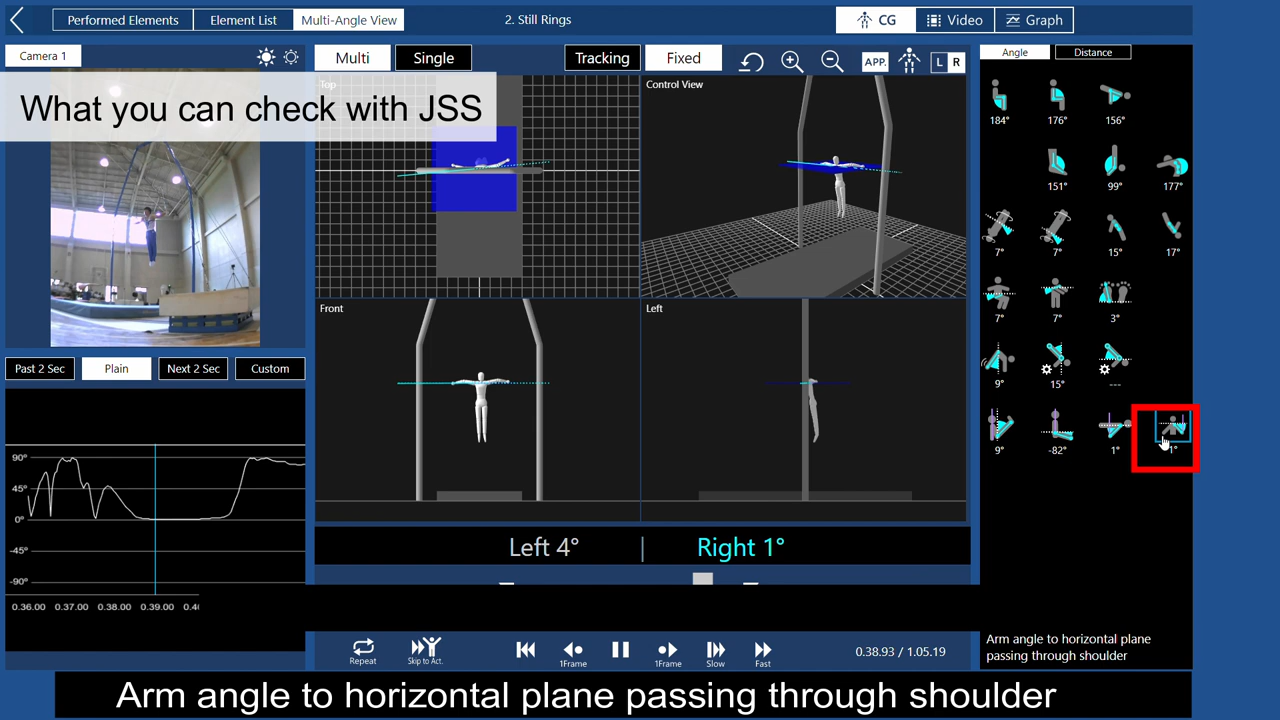 Performed Elements
Element List
Multi-Angle View
2. Still Rings
CG
Video
Graph
Camera 1
Multi
Single
Tracking
Fixed
APP.
L R
Angle
Distance
What you can check with JSS
Control View
184°
176°
156°
151°
99°
177°
7°
7°
15°
17°
7°
7°
3°
9°
15°
---
9°
-82°
1°
1°
Front
Left
Past 2 Sec
Plain
Next 2 Sec
Custom
90°
45°
0°
-45°
-90°
0.36.00
0.37.00
0.38.00
0.39.00
Left 4°
|
Right 1°
Repeat
Skip to Act.
1Frame
1Frame
Slow
Fast
0.38.93 / 1.05.19
Arm angle to horizontal plane
passing through shoulder
Arm angle to horizontal plane passing through shoulder